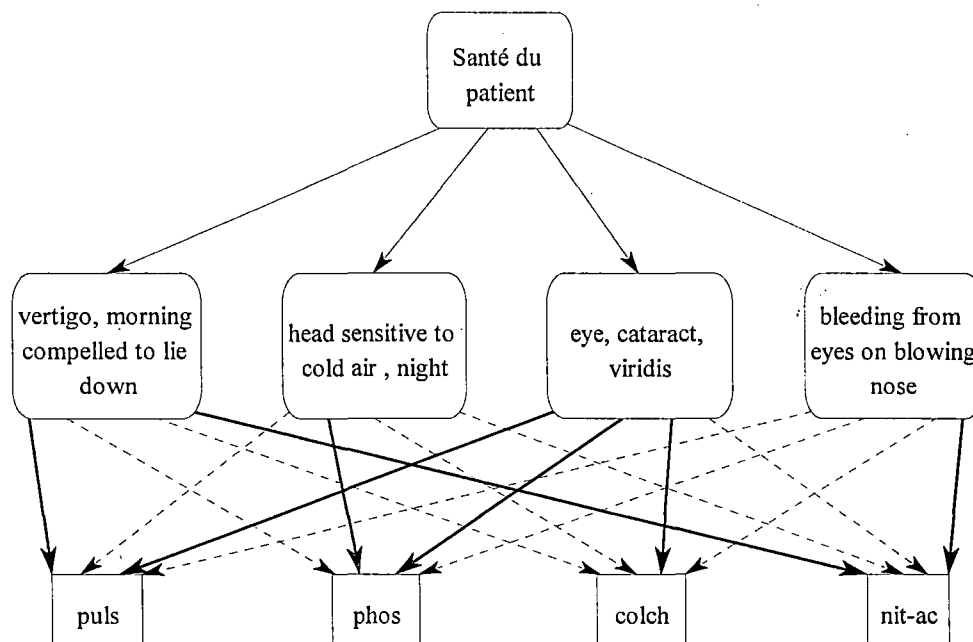 Santé du
patient
vertigo, morning
compelled to lie
down
head sensitive to
cold air , night
eye, cataract,
viridis
bleeding from
eyes on blowing
nose
puls
phos
colch
nit-ac